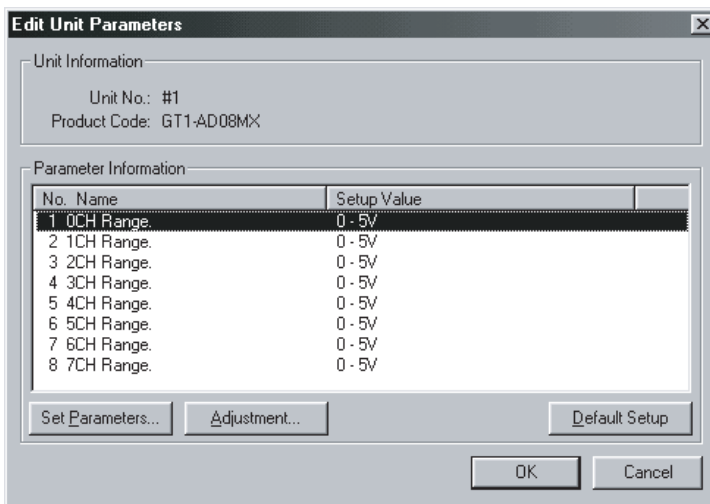 Edit Unit Parameters
Unit Information
Unit No.: #1
Product Code: GT1-AD08MX
Parameter Information
No. Name Setup Value
1 0CH Range. 0 - 5V
2 1CH Range. 0 - 5V
3 2CH Range. 0 - 5V
4 3CH Range. 0 - 5V
5 4CH Range. 0 - 5V
6 5CH Range. 0 - 5V
7 6CH Range. 0 - 5V
8 7CH Range. 0 - 5V
Set Parameters... Adjustment... Default Setup
OK Cancel